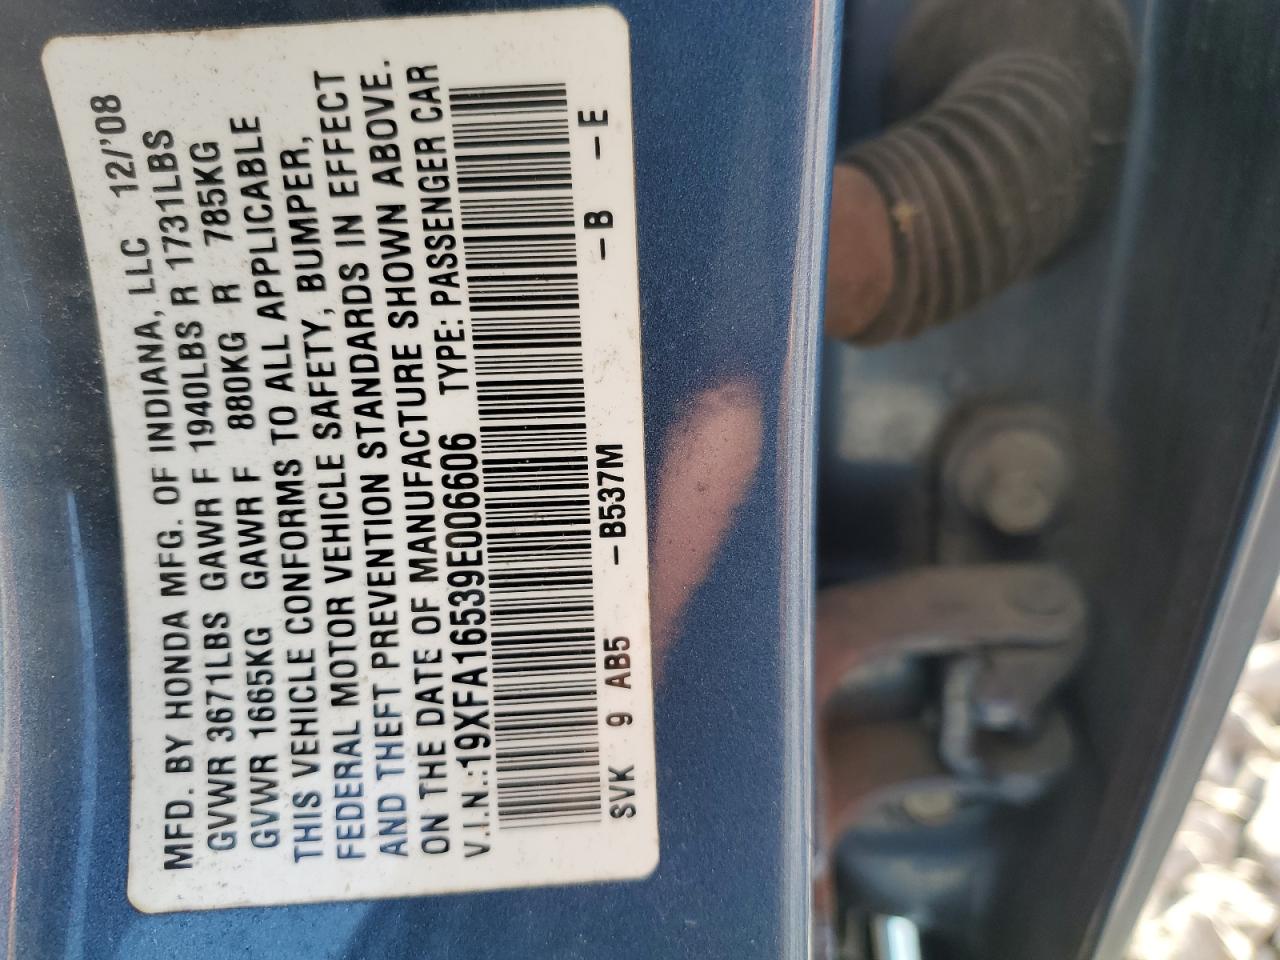 MFD. BY HONDA MFG. OF INDIANA, LLC 12/'08
GVWR 3671LBS GAWR F 1940LBS R 1731LBS
GVWR 1665KG GAWR F 880KG R 785KG
THIS VEHICLE CONFORMS TO ALL APPLICABLE
FEDERAL MOTOR VEHICLE SAFETY, BUMPER,
AND THEFT PREVENTION STANDARDS IN EFFECT
ON THE DATE OF MANUFACTURE SHOWN ABOVE.
V.I.N.:19XFA16539E006606 TYPE: PASSENGER CAR
SVK 9 AB5 -B537M -B -E